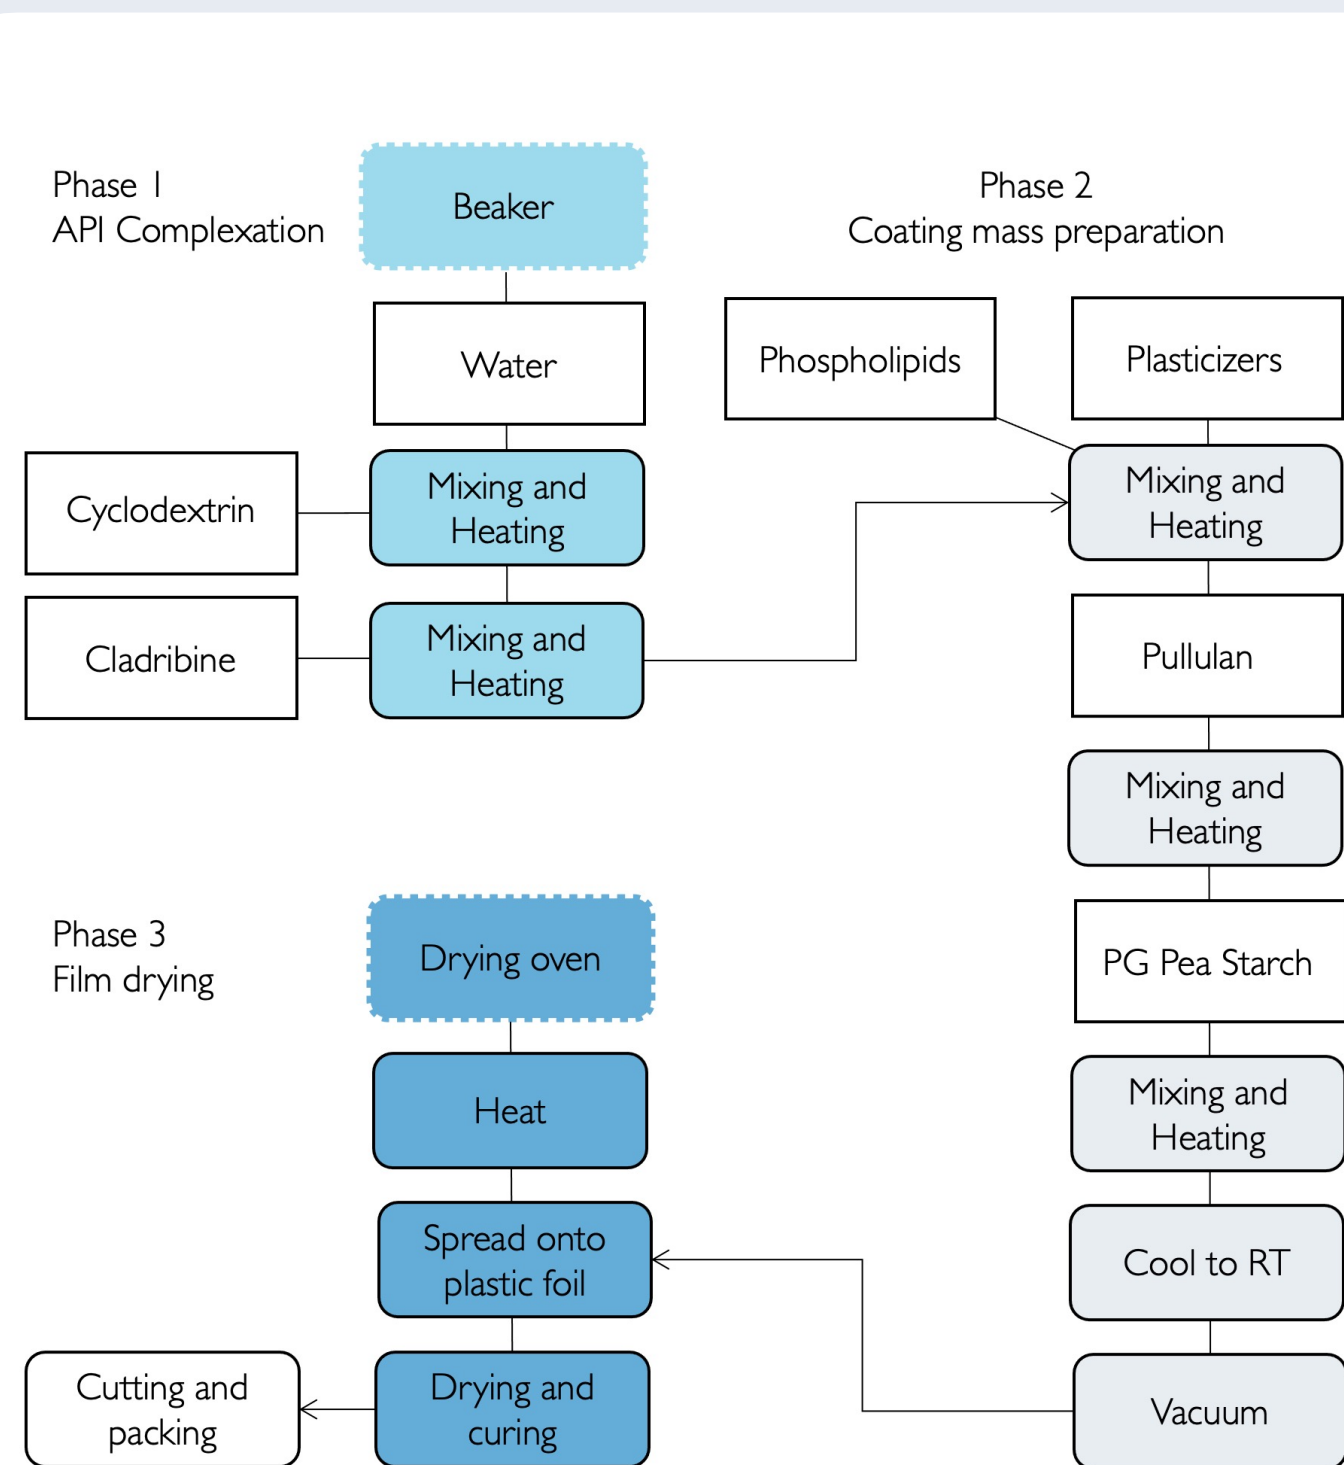 Phase 1
API Complexation
Beaker
Water
Cyclodextrin
Mixing and
Heating
Cladribine
Mixing and
Heating
Phase 2
Coating mass preparation
Phospholipids
Plasticizers
Mixing and
Heating
Pullulan
Mixing and
Heating
PG Pea Starch
Mixing and
Heating
Cool to RT
Vacuum
Phase 3
Film drying
Drying oven
Heat
Spread onto
plastic foil
Drying and
curing
Cutting and
packing